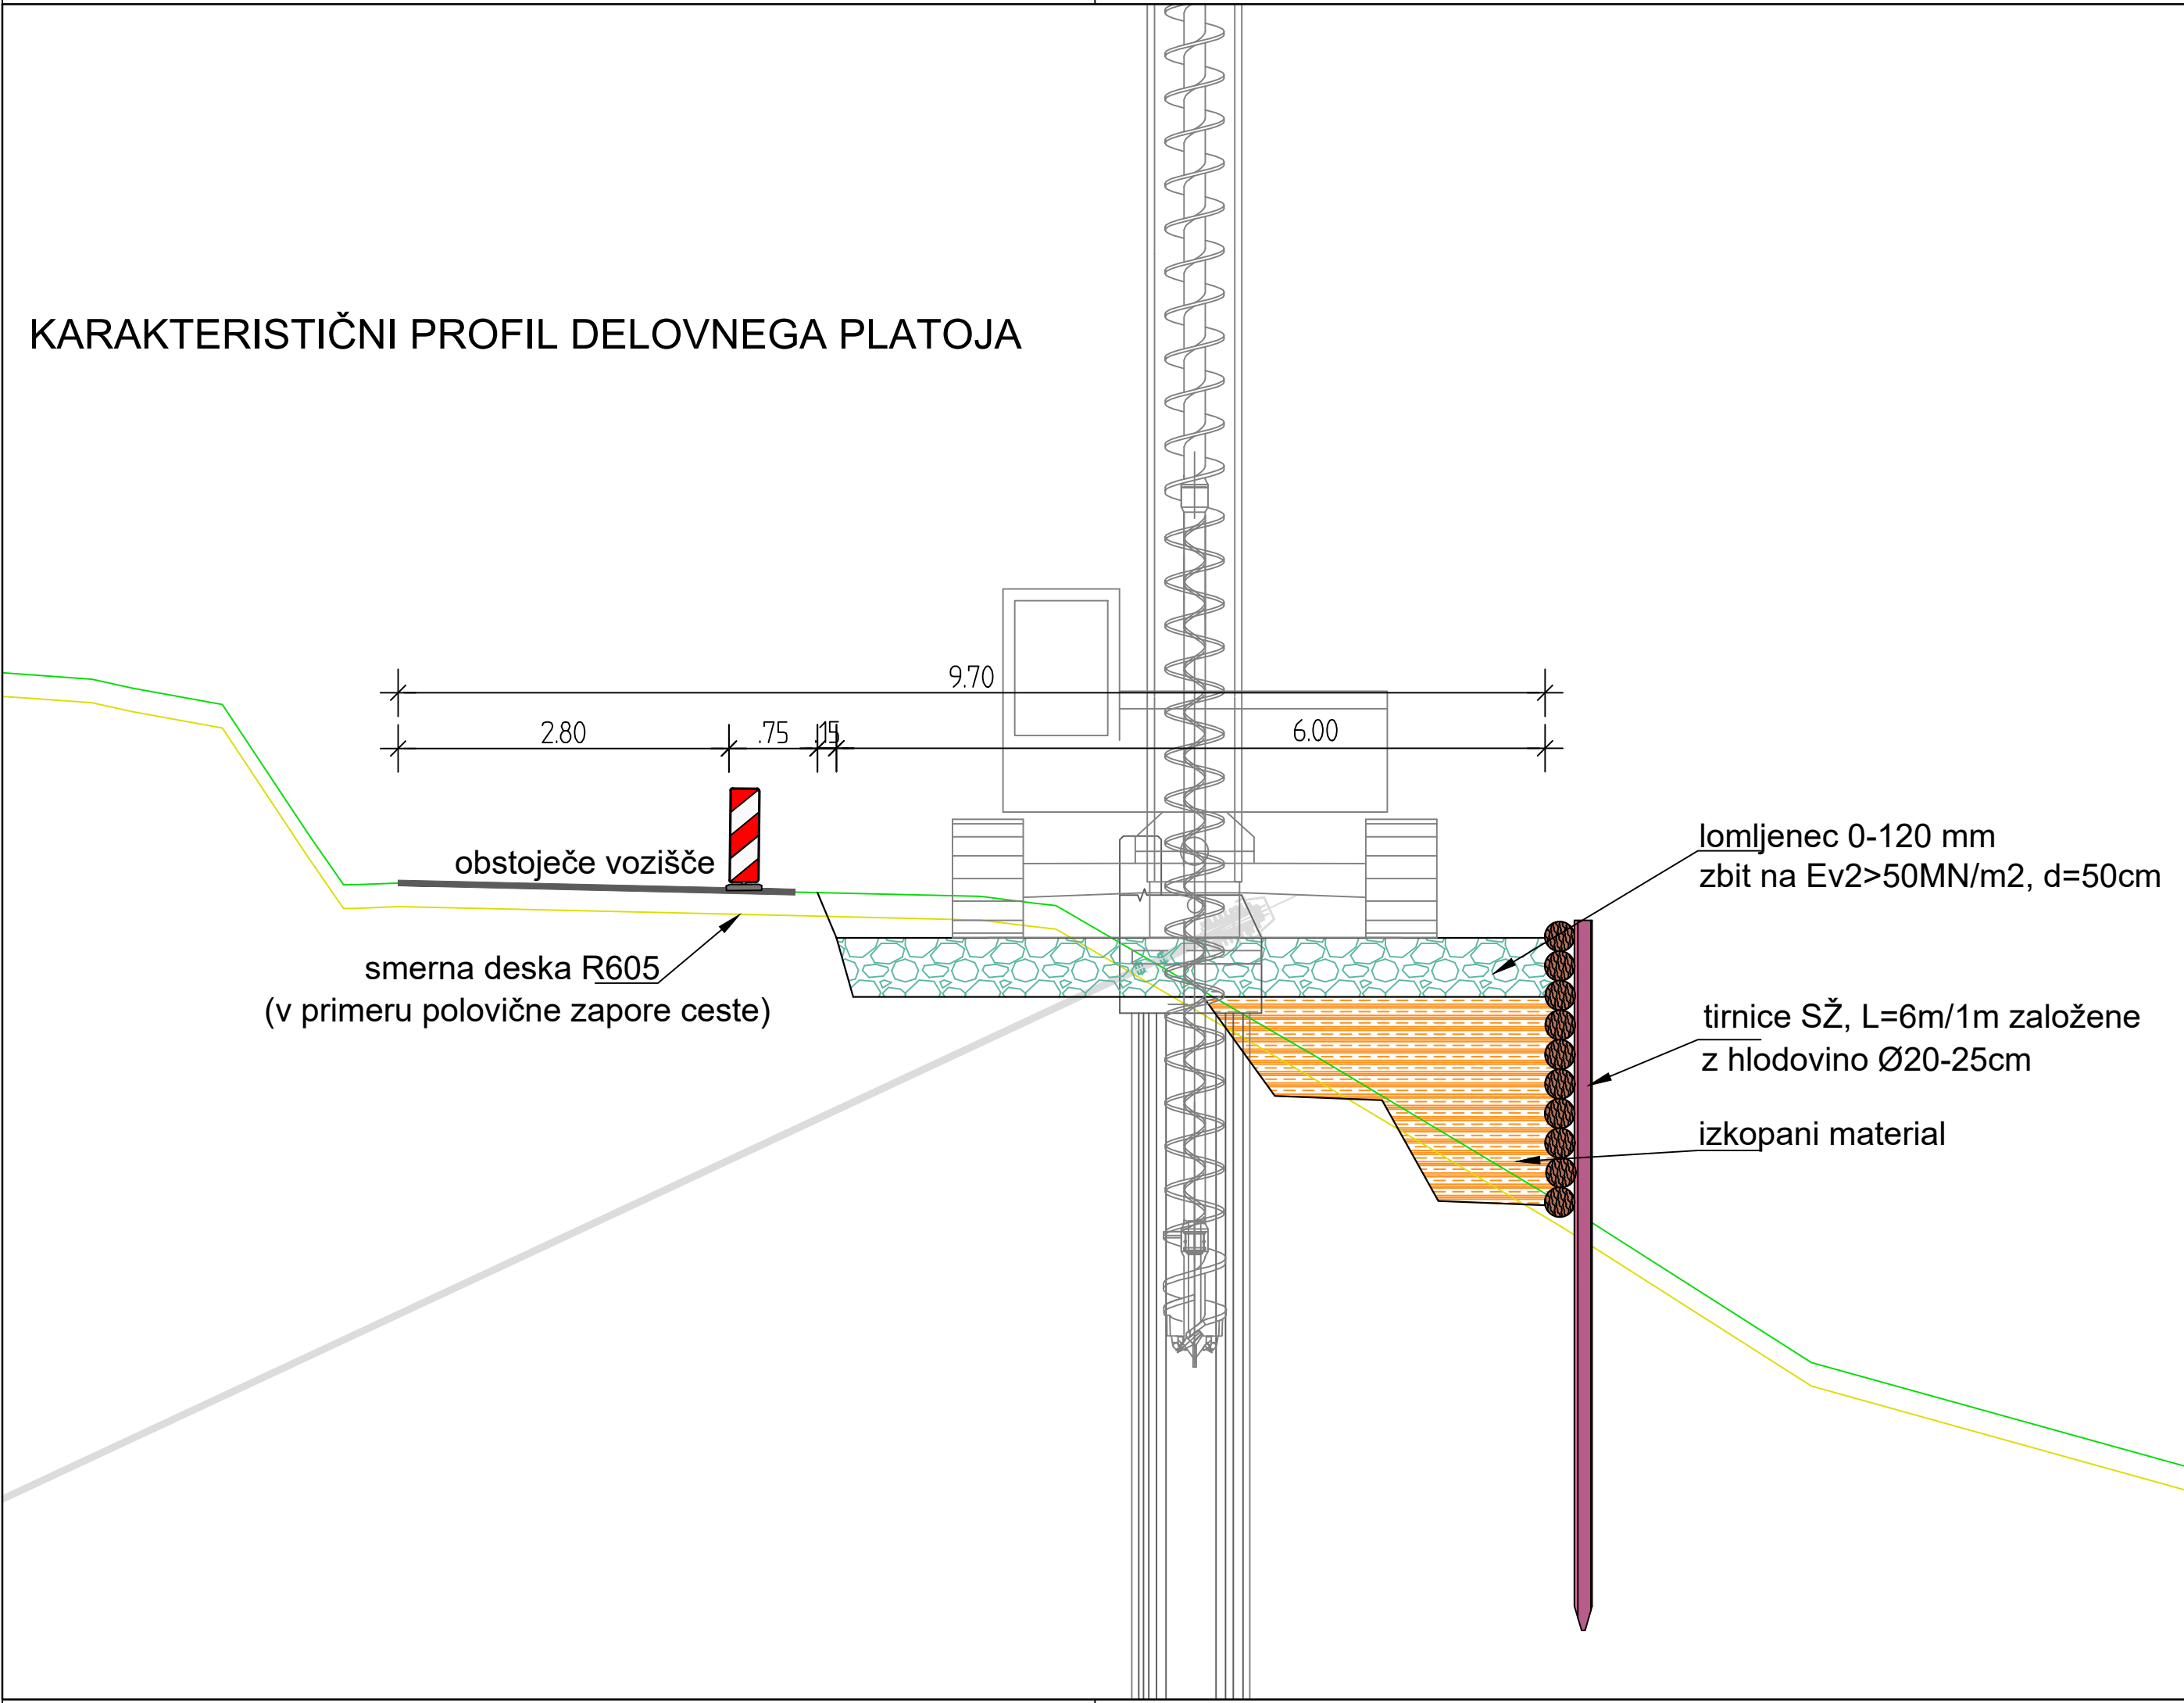 KARAKTERISTIČNI PROFIL DELOVNEGA PLATOJA
9.70
2.80
.75
.15
6.00
obstoječe vozišče
smerna deska R605
(v primeru polovične zapore ceste)
lomljenec 0-120 mm
zbit na Ev2>50MN/m2, d=50cm
tirnice SŽ, L=6m/1m založene
z hlodovino Ø20-25cm
izkopani material